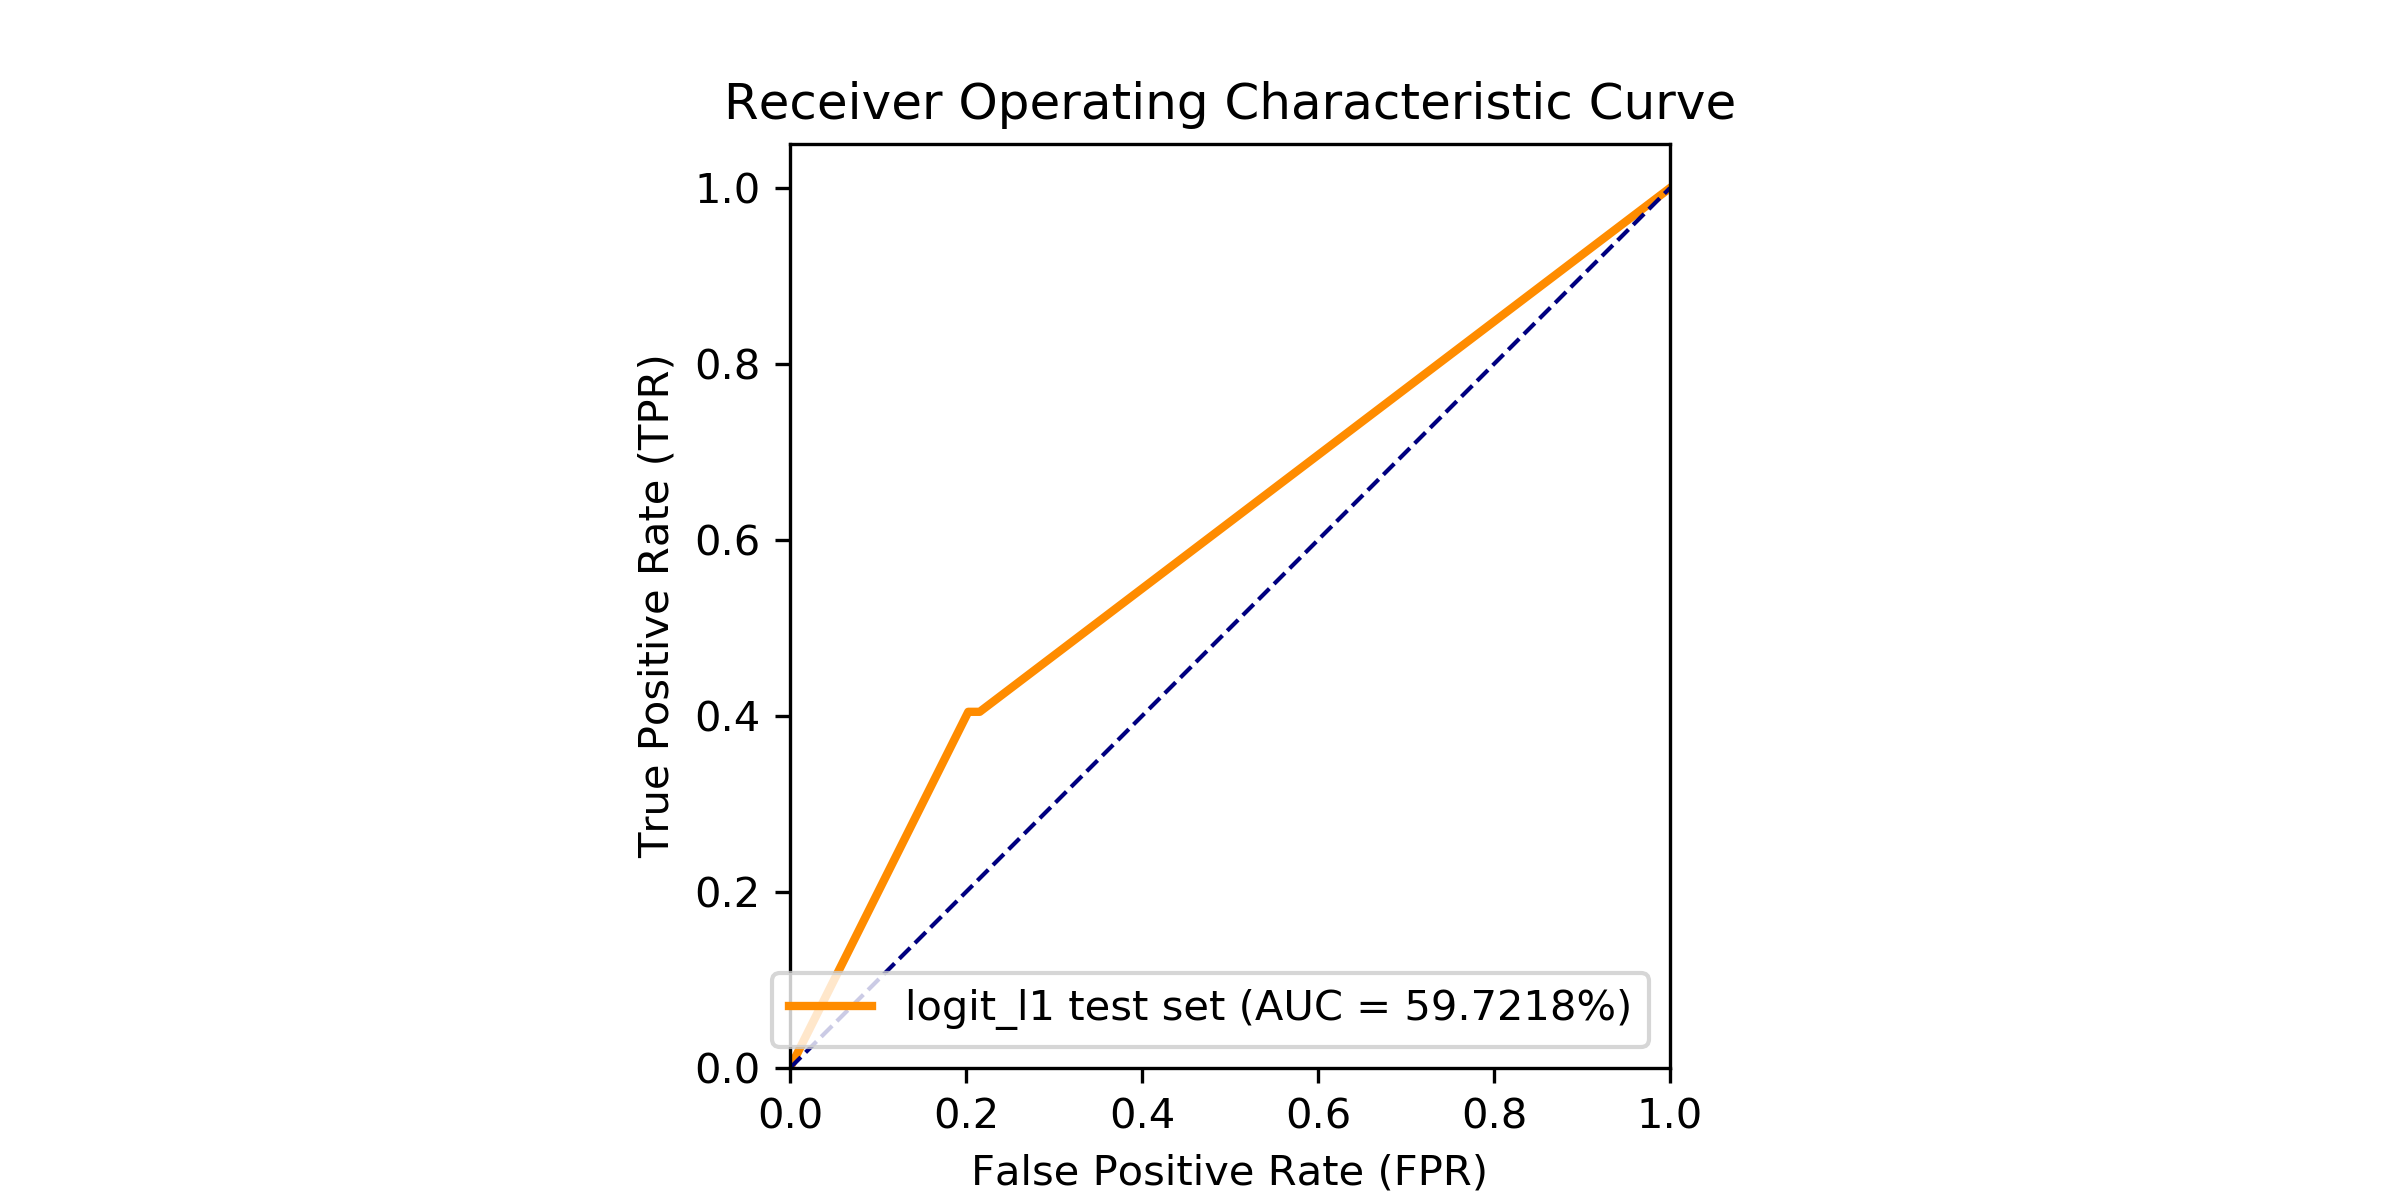 Receiver Operating Characteristic Curve
True Positive Rate (TPR)
1.0
0.8
0.6
0.4
0.2
0.0
logit_l1 test set (AUC = 59.7218%)
0.0 0.2 0.4 0.6 0.8 1.0
False Positive Rate (FPR)